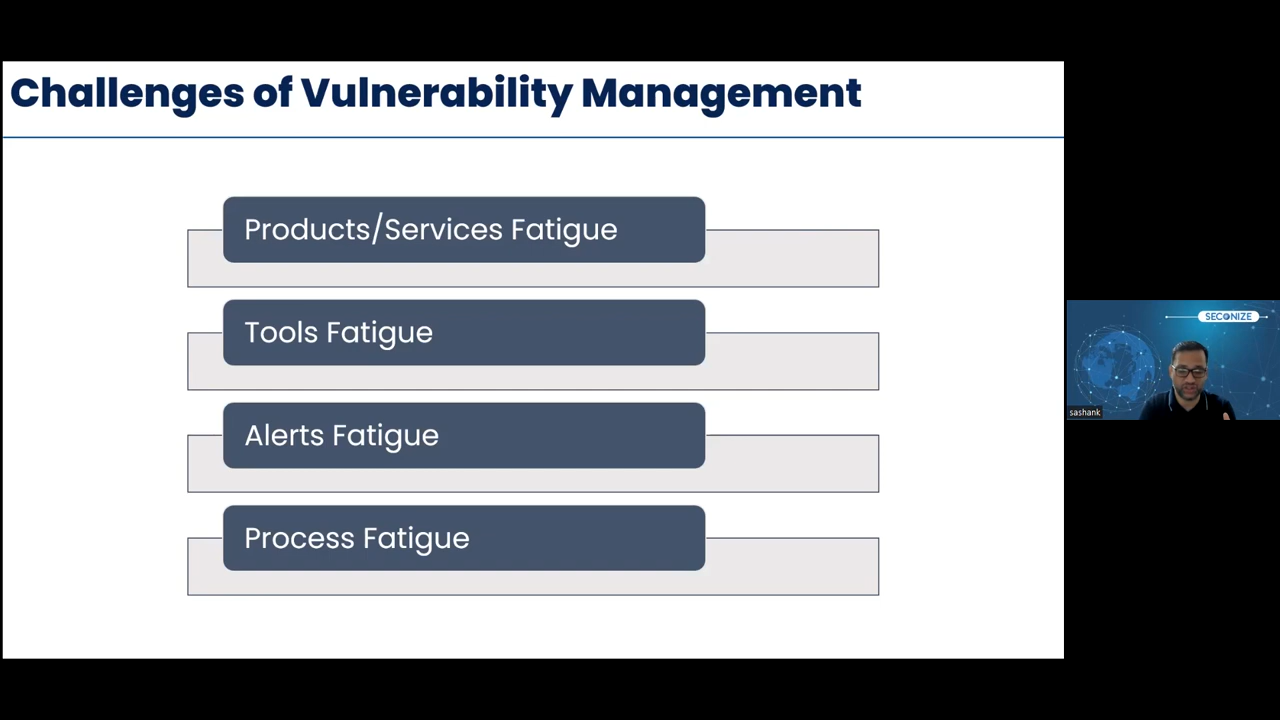 Challenges of Vulnerability Management
Products/Services Fatigue
Tools Fatigue
Alerts Fatigue
Process Fatigue
SECONIZE
sashank